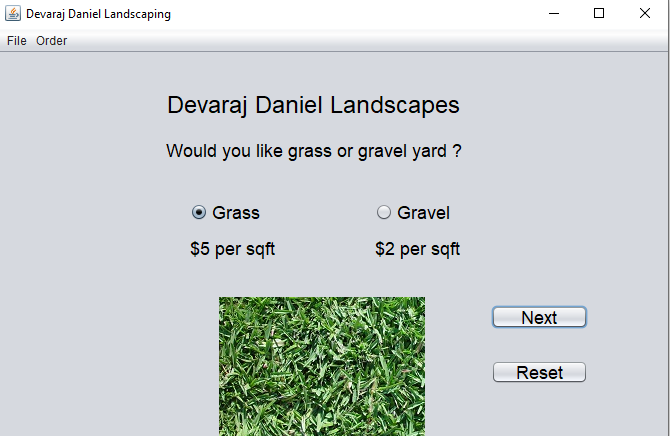 Devaraj Daniel Landscaping
File Order
Devaraj Daniel Landscapes
Would you like grass or gravel yard ?
Grass Gravel
$5 per sqft $2 per sqft
Next
Reset